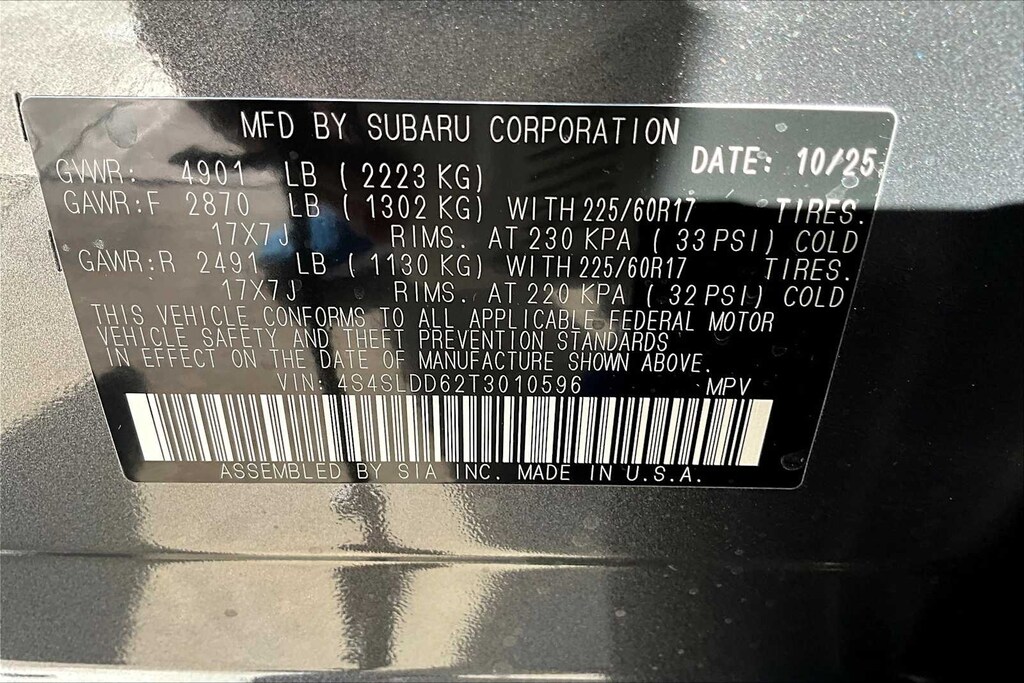 MFD BY SUBARU CORPORATION
DATE: 10/25
GVWR: 4901 LB ( 2223 KG)
GAWR:F 2870 LB ( 1302 KG) WITH 225/60R17 TIRES.
17X7J RIMS. AT 230 KPA ( 33 PSI) COLD
GAWR:R 2491 LB ( 1130 KG) WITH 225/60R17 TIRES.
17X7J RIMS. AT 220 KPA ( 32 PSI) COLD
THIS VEHICLE CONFORMS TO ALL APPLICABLE FEDERAL MOTOR
VEHICLE SAFETY AND THEFT PREVENTION STANDARDS
IN EFFECT ON THE DATE OF MANUFACTURE SHOWN ABOVE.
VIN: 4S4SLDD62T3010596 MPV
ASSEMBLED BY SIA INC. MADE IN U.S.A.